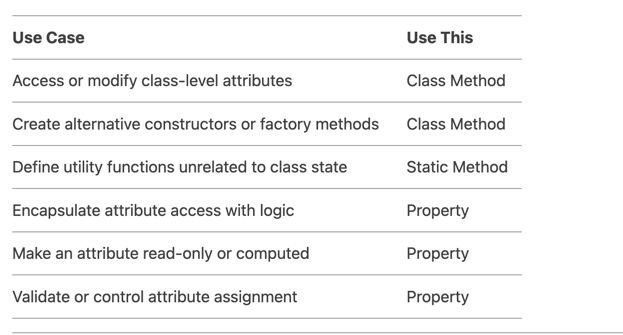 Use Case Use This
Access or modify class-level attributes Class Method
Create alternative constructors or factory methods Class Method
Define utility functions unrelated to class state Static Method
Encapsulate attribute access with logic Property
Make an attribute read-only or computed Property
Validate or control attribute assignment Property